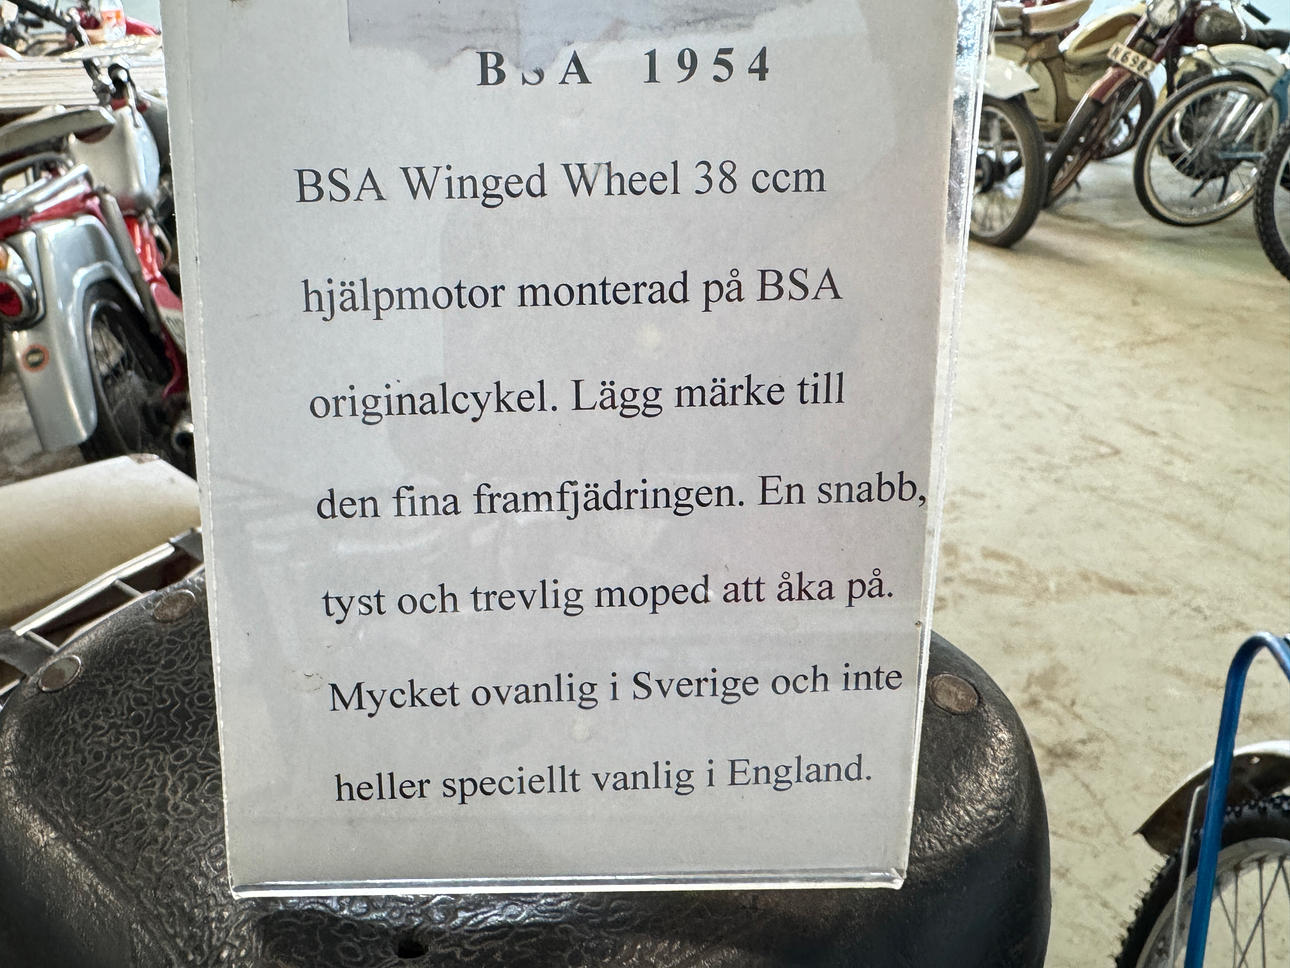 BSA 1954
BSA Winged Wheel 38 ccm
hjälpmotor monterad på BSA
originalcykel. Lägg märke till
den fina framfjädringen. En snabb,
tyst och trevlig moped att åka på.
Mycket ovanlig i Sverige och inte
heller speciellt vanlig i England.